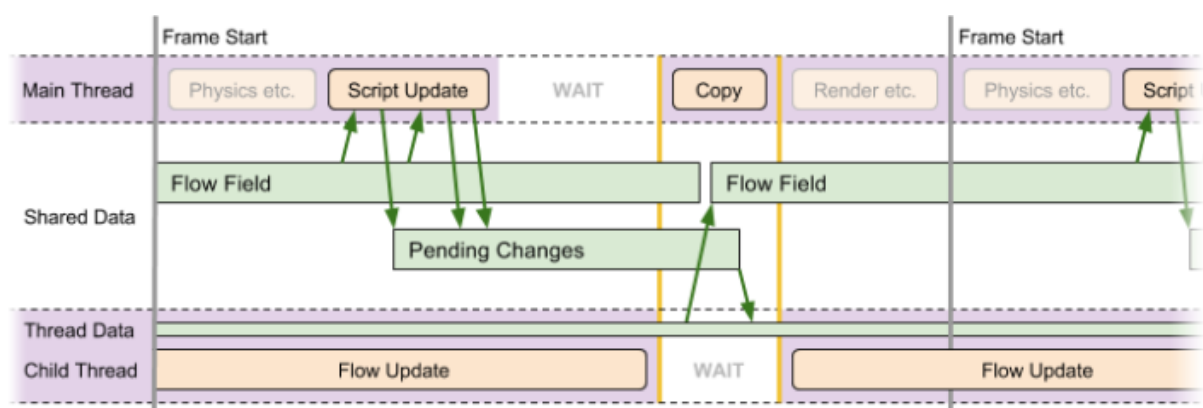 Frame Start
Frame Start
Main Thread
Physics etc.
Script Update
WAIT
Copy
Render etc.
Physics etc.
Script
Flow Field
Flow Field
Shared Data
Pending Changes
Thread Data
Child Thread
Flow Update
WAIT
Flow Update